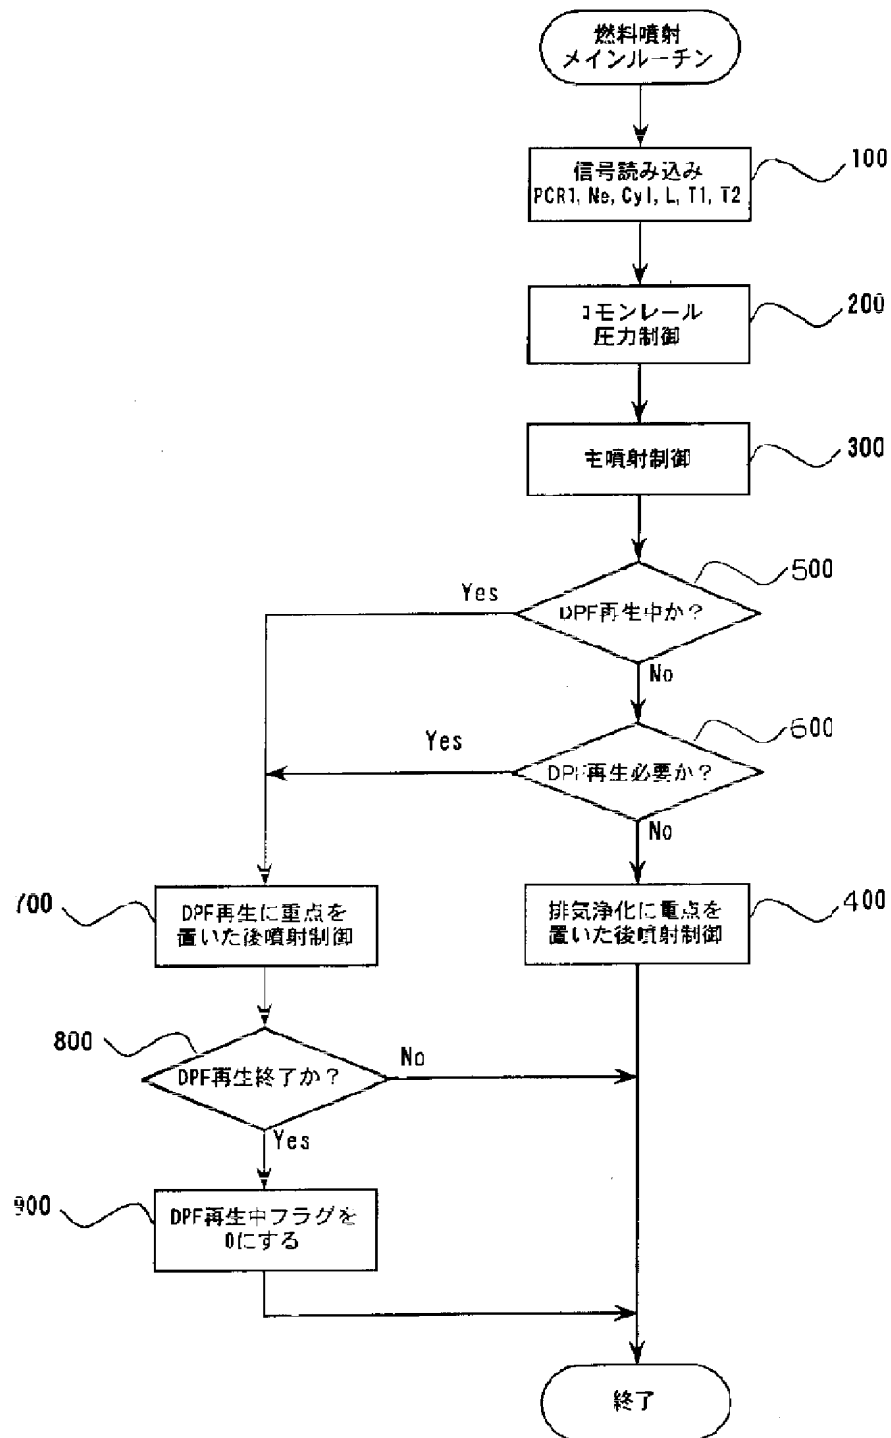 燃料噴射
メインルーチン
信号読み込み
PCR1, Ne, Cyl, L, T1, T2
100
コモンレール
圧力制御
200
主噴射制御
300
DPF再生中か？
500
Yes
No
DPF再生必要か？
600
Yes
No
DPF再生に重点を
置いた後噴射制御
700
排気浄化に重点を
置いた後噴射制御
400
DPF再生終了か？
800
No
Yes
DPF再生中フラグを
0にする
900
終了